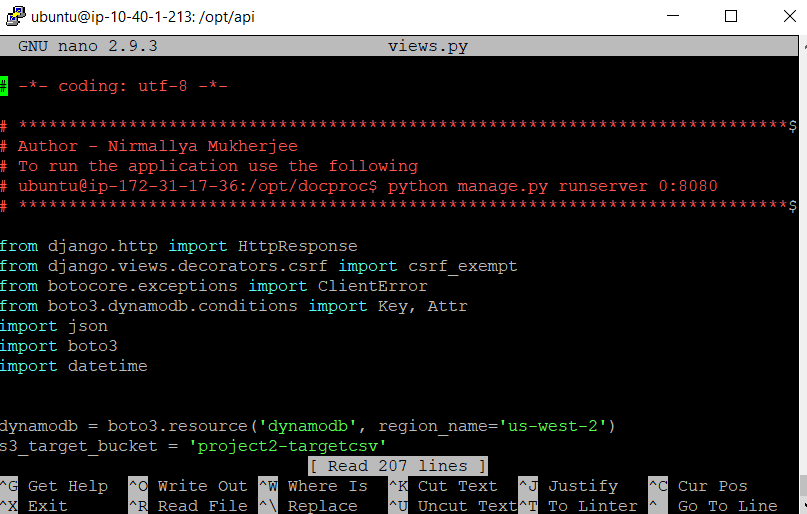 ubuntu@ip-10-40-1-213: /opt/api
GNU nano 2.9.3 views.py
# -*- coding: utf-8 -*-
# *****************************************************************************$
# Author - Nirmallya Mukherjee
# To run the application use the following
# ubuntu@ip-172-31-17-36:/opt/docproc$ python manage.py runserver 0:8080
# *****************************************************************************$
from django.http import HttpResponse
from django.views.decorators.csrf import csrf_exempt
from botocore.exceptions import ClientError
from boto3.dynamodb.conditions import Key, Attr
import json
import boto3
import datetime
dynamodb = boto3.resource('dynamodb', region_name='us-west-2')
s3_target_bucket = 'project2-targetcsv'
[ Read 207 lines ]
^G Get Help ^O Write Out ^W Where Is ^K Cut Text ^J Justify ^C Cur Pos
^X Exit ^R Read File ^\ Replace ^U Uncut Text ^T To Linter ^ Go To Line